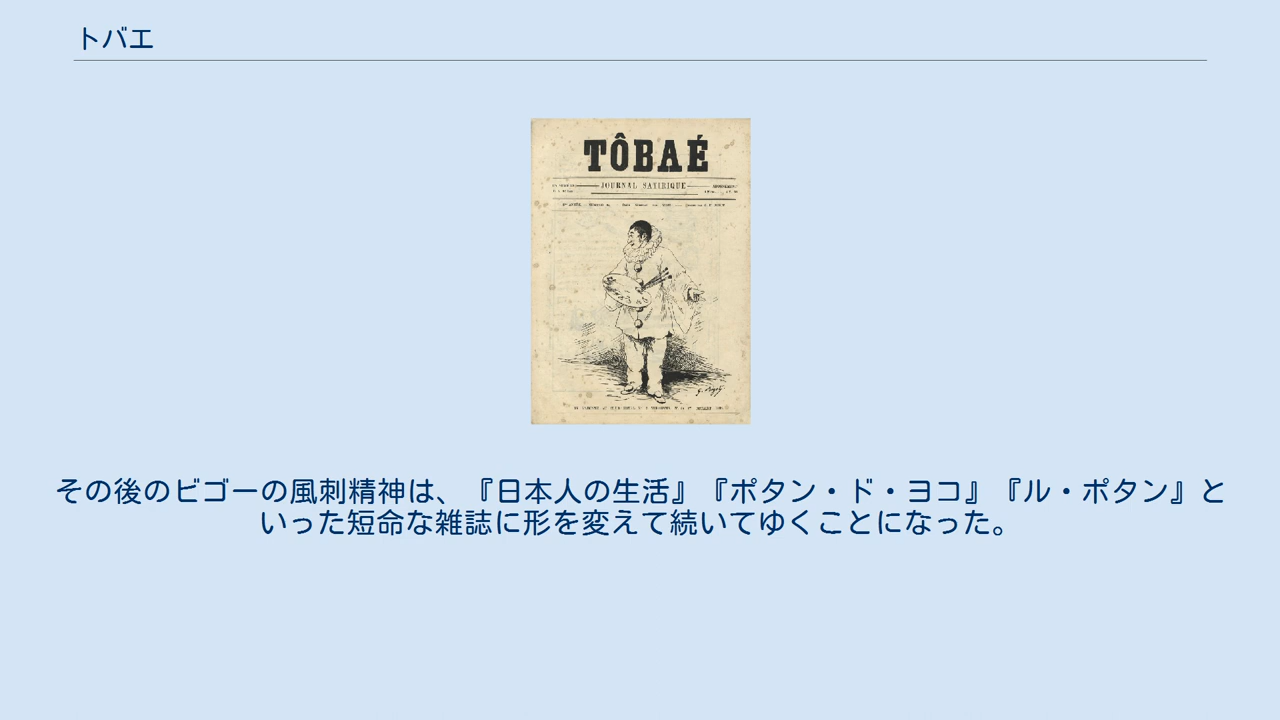 トバエ
TÔBAÉ
JOURNAL SATIRIQUE
その後のビゴーの風刺精神は、『日本人の生活』『ポタン・ド・ヨコ』『ル・ポタン』と
いった短命な雑誌に形を変えて続いてゆくことになった。